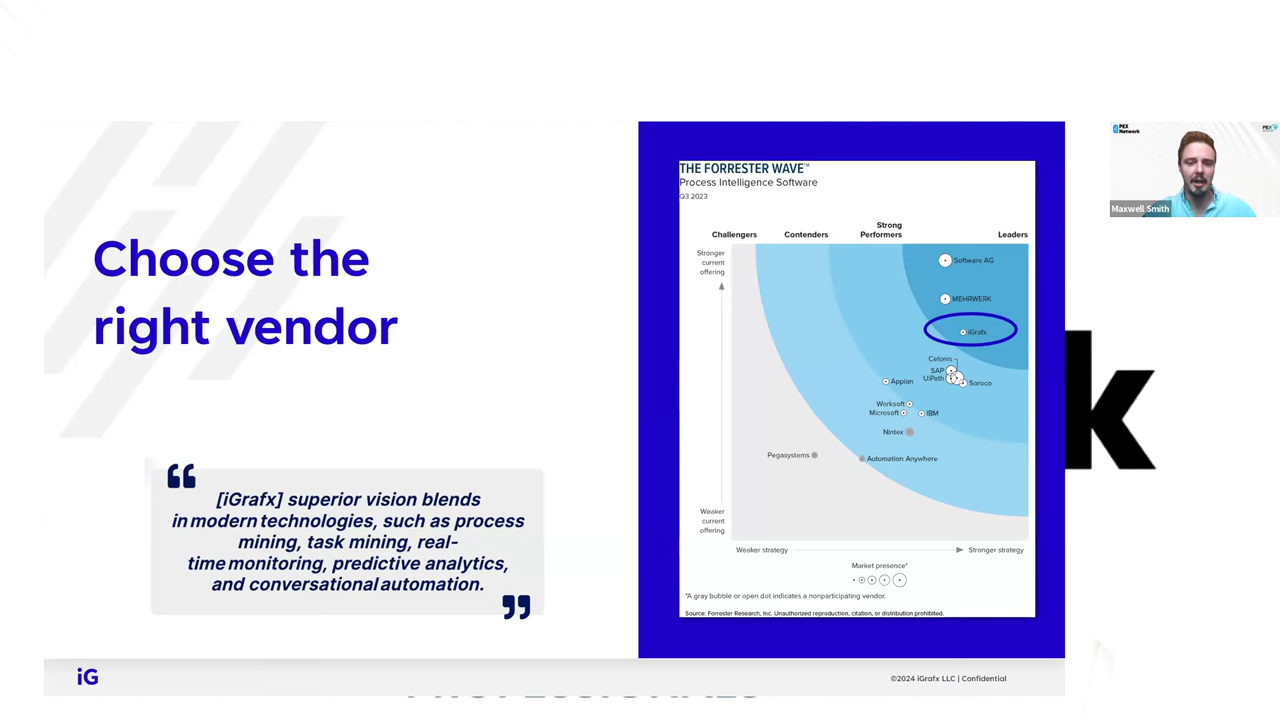 Choose the
right vendor
[iGrafx] superior vision blends
in modern technologies, such as process
mining, task mining, real-
time monitoring, predictive analytics,
and conversational automation.
THE FORRESTER WAVE™
Process Intelligence Software
Q3 2023
Challengers
Contenders
Strong
Performers
Leaders
Stronger
current
offering
Software AG
MEHRWERK
iGrafx
Celonis
SAP
UiPath
Soroco
Appian
Worksoft
Microsoft
IBM
Nintex
Pegasystems
Automation Anywhere
Weaker
current
offering
Weaker strategy
Stronger strategy
Market presence*
*A gray bubble or open dot indicates a nonparticipating vendor.
Source: Forrester Research, Inc. Unauthorized reproduction, citation, or distribution prohibited.
iG
©2024 iGrafx LLC | Confidential
PEX
Network
PEX
Maxwell Smith
k